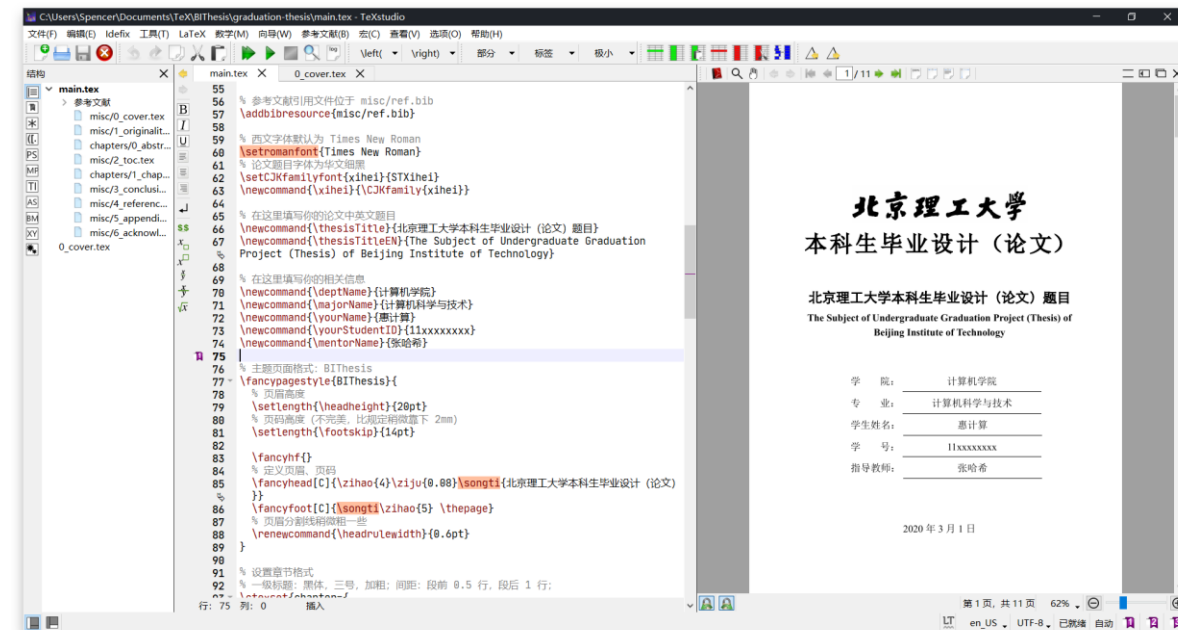 C:\Users\Spencer\Documents\TeX\BIThesis\graduation-thesis\main.tex - TeXstudio
文件(F) 编辑(E) Idefix 工具(T) LaTeX 数学(M) 向导(W) 参考文献(B) 宏(C) 查看(V) 选项(O) 帮助(H)
\left( \right) 部分 标签 极小
1 / 11
结构
main.tex
参考文献
misc/0_cover.tex
misc/1_originalit...
chapters/0_abstr...
misc/2_toc.tex
chapters/1_chap...
misc/3_conclusi...
misc/4_referenc...
misc/5_appendi...
misc/6_acknowl...
0_cover.tex
main.tex 0_cover.tex
55
56 % 参考文献引用文件位于 misc/ref.bib
57 \addbibresource{misc/ref.bib}
58
59 % 西文字体默认为 Times New Roman
60 \setromanfont{Times New Roman}
61 % 论文题目字体为华文细黑
62 \setCJKfamilyfont{xihei}{STXihei}
63 \newcommand{\xihei}{\CJKfamily{xihei}}
64
65 % 在这里填写你的论文中英文题目
66 \newcommand{\thesisTitle}{北京理工大学本科生毕业设计（论文）题目}
67 \newcommand{\thesisTitleEN}{The Subject of Undergraduate Graduation
Project (Thesis) of Beijing Institute of Technology}
68
69 % 在这里填写你的相关信息
70 \newcommand{\deptName}{计算机学院}
71 \newcommand{\majorName}{计算机科学与技术}
72 \newcommand{\yourName}{惠计算}
73 \newcommand{\yourStudentID}{11xxxxxxxx}
74 \newcommand{\mentorName}{张哈希}
75
76 % 主题页面格式：BIThesis
77 \fancypagestyle{BIThesis}{
78 % 页眉高度
79 \setlength{\headheight}{20pt}
80 % 页码高度（不完美，比规定稍微靠下 2mm）
81 \setlength{\footskip}{14pt}
82
83 \fancyhf{}
84 % 定义页眉、页码
85 \fancyhead[C]{\zihao{4}\ziju{0.08}\songti{北京理工大学本科生毕业设计（论文）
}}
86 \fancyfoot[C]{\songti\zihao{5} \thepage}
87 % 页眉分割线稍微粗一些
88 \renewcommand{\headrulewidth}{0.6pt}
89 }
90
91 % 设置章节格式
92 % 一级标题：黑体，三号，加粗；间距：段前 0.5 行，段后 1 行；
行: 75 列: 0 插入
北京理工大学
本科生毕业设计（论文）
北京理工大学本科生毕业设计（论文）题目
The Subject of Undergraduate Graduation Project (Thesis) of
Beijing Institute of Technology
学 院： 计算机学院
专 业： 计算机科学与技术
学生姓名： 惠计算
学 号： 11xxxxxxxx
指导教师： 张哈希
2020 年 3 月 1 日
第 1 页, 共 11 页 62%
LT en_US UTF-8 已就绪 自动